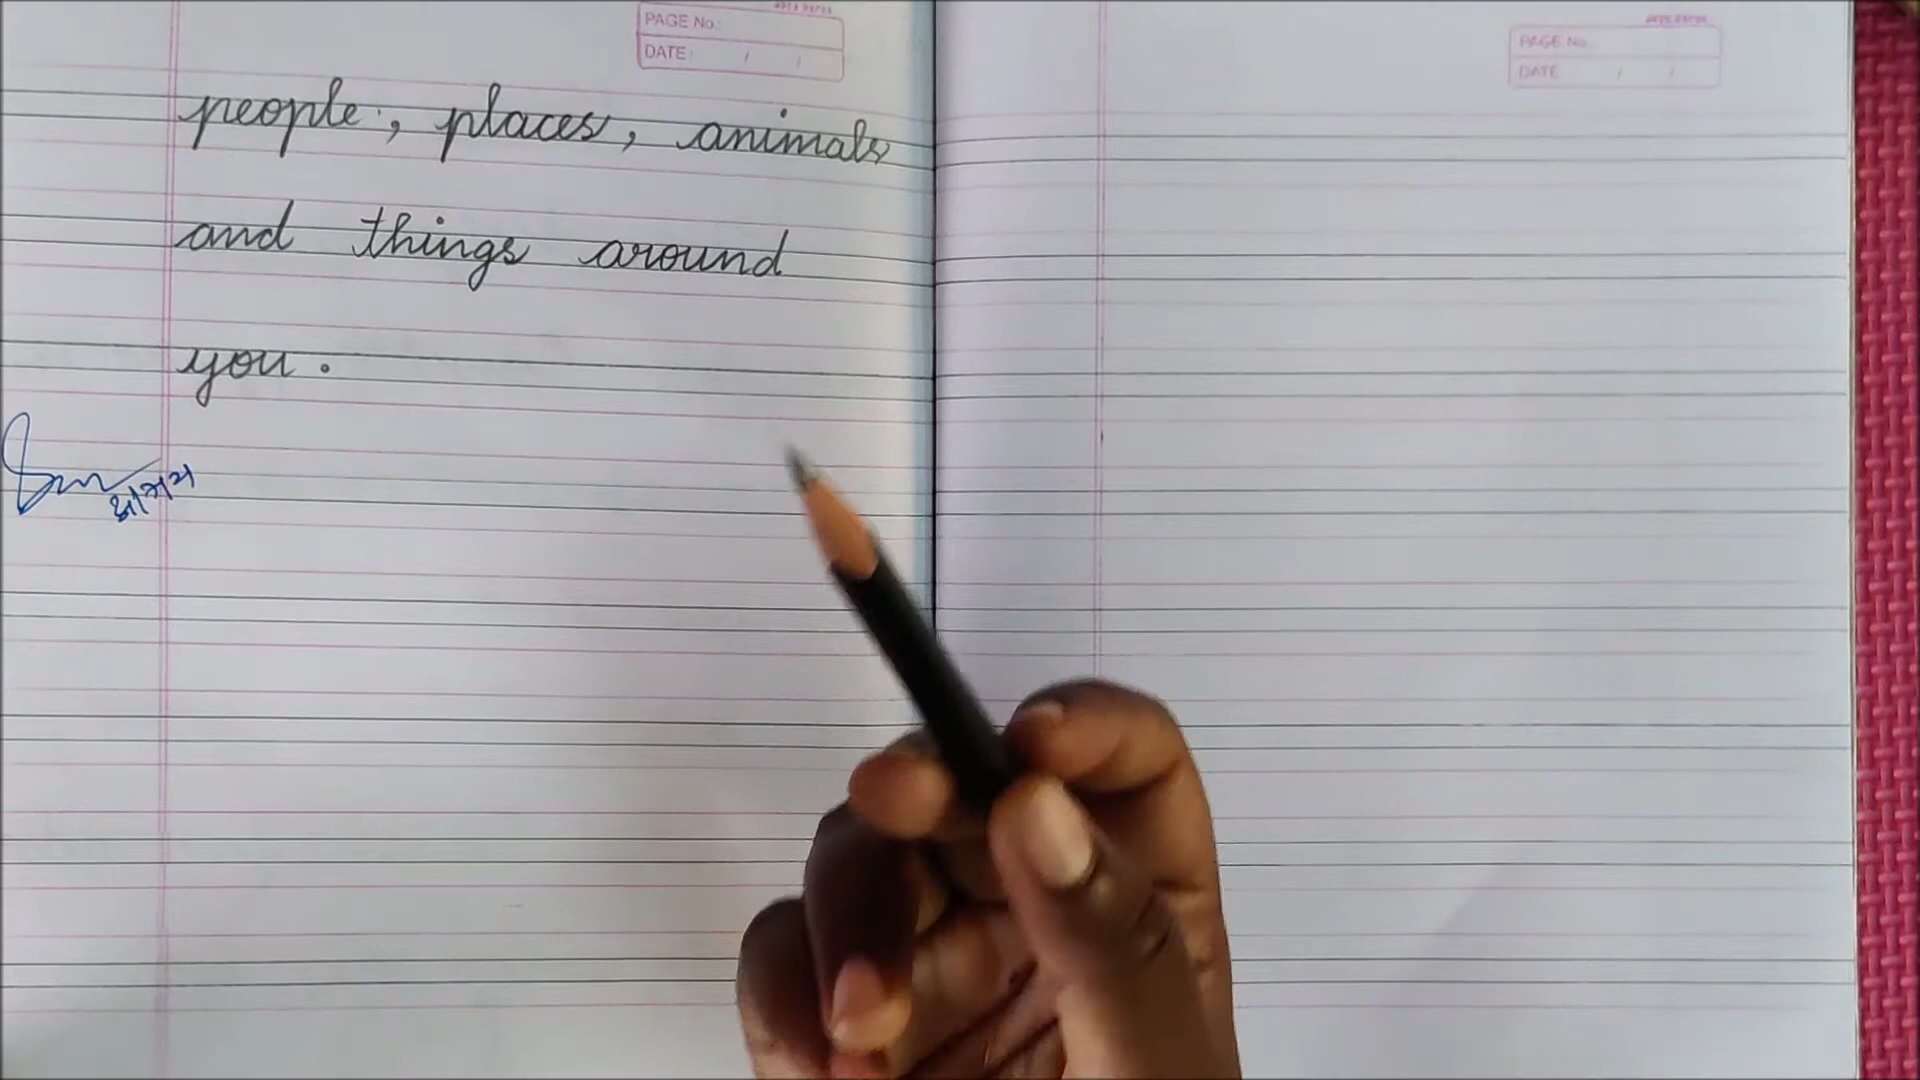 PAGE No.:
DATE: / /
people, places, animals
and things around
you.
PAGE No.
DATE / /